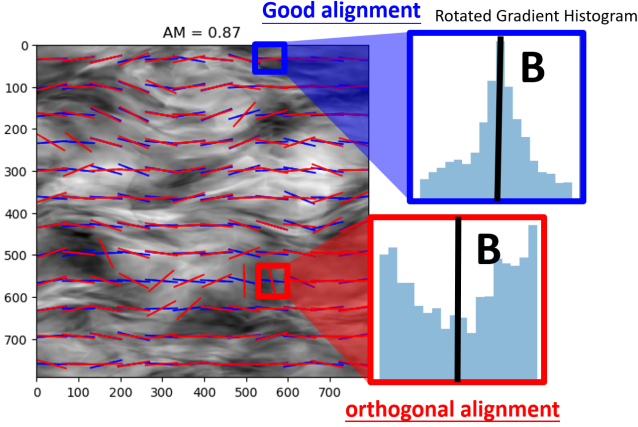 Good alignment
Rotated Gradient Histogram
AM = 0.87
B
0
100
200
300
400
500
600
700
0 100 200 300 400 500 600 700
B
orthogonal alignment